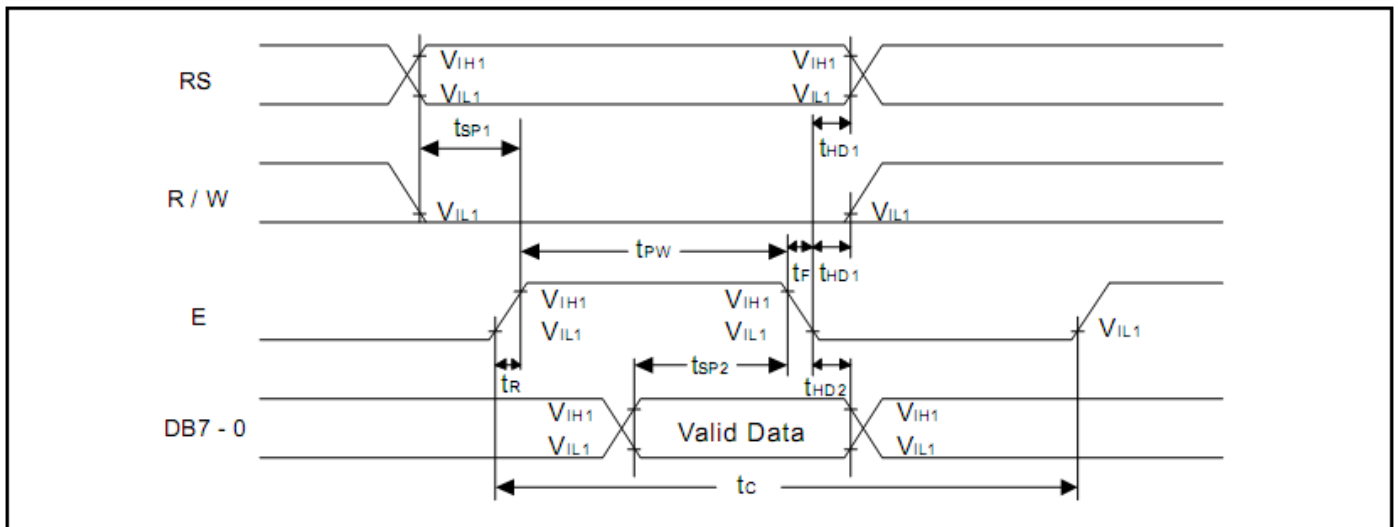 RS
VIH1 VIH1
VIL1 VIL1
tSP1 tHD1
R / W
VIL1 VIL1
tPW tF tHD1
E
VIH1 VIH1
VIL1 VIL1 VIL1
tR tSP2 tHD2
DB7 - 0
VIH1 Valid Data VIH1
VIL1 VIL1
tC